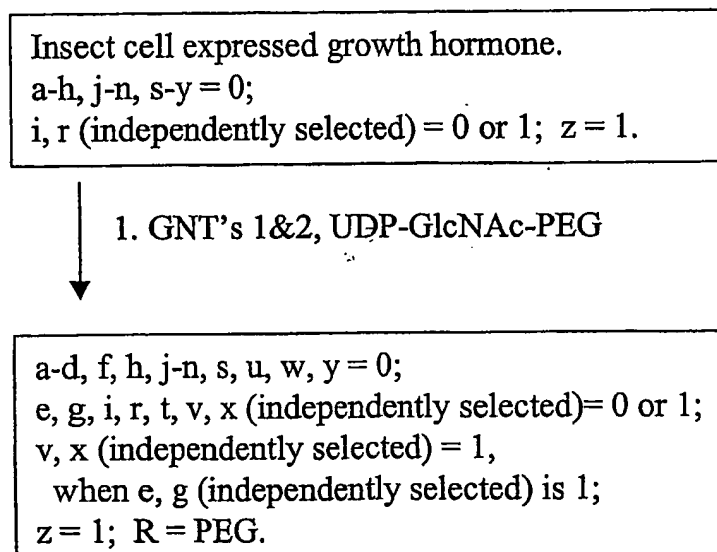 Insect cell expressed growth hormone.
a-h, j-n, s-y = 0;
i, r (independently selected) = 0 or 1; z = 1.
1. GNT's 1&2, UDP-GlcNAc-PEG
a-d, f, h, j-n, s, u, w, y = 0;
e, g, i, r, t, v, x (independently selected)= 0 or 1;
v, x (independently selected) = 1,
when e, g (independently selected) is 1;
z = 1; R = PEG.